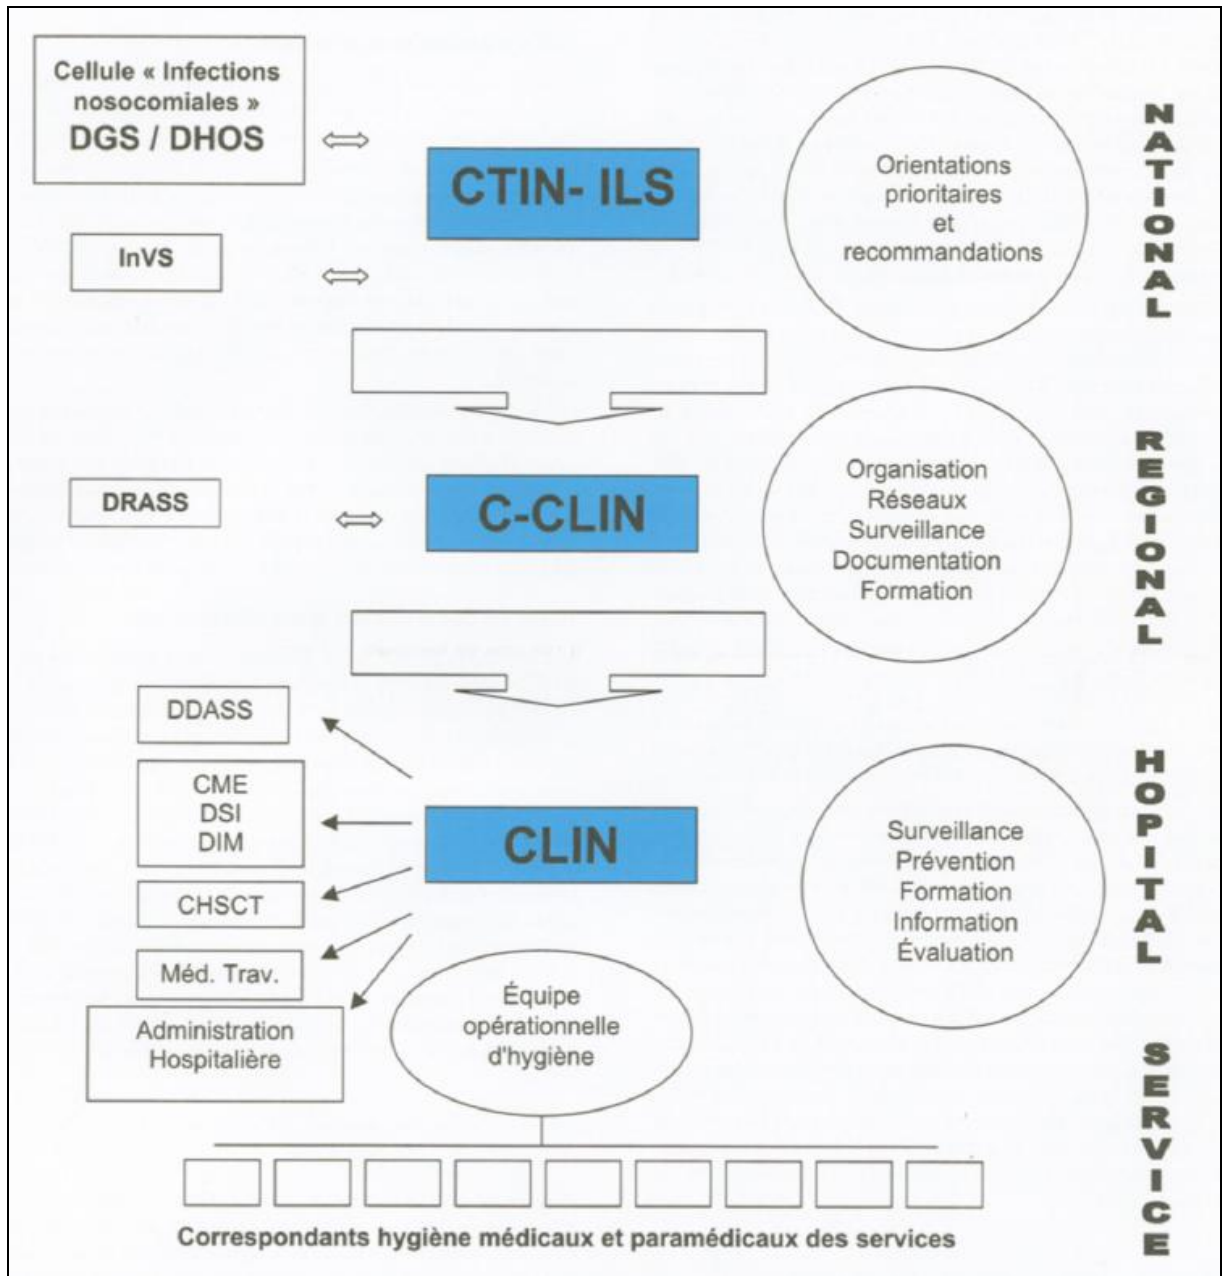 Cellule « Infections
nosocomiales »
DGS / DHOS
CTIN- ILS
InVS
Orientations
prioritaires
et
recommandations
NATIONAL
DRASS
C-CLIN
Organisation
Réseaux
Surveillance
Documentation
Formation
REGIONAL
DDASS
CME
DSI
DIM
CHSCT
Méd. Trav.
Administration
Hospitalière
CLIN
Équipe
opérationnelle
d'hygiène
Surveillance
Prévention
Formation
Information
Évaluation
HOPITAL
SERVICE
Correspondants hygiène médicaux et paramédicaux des services